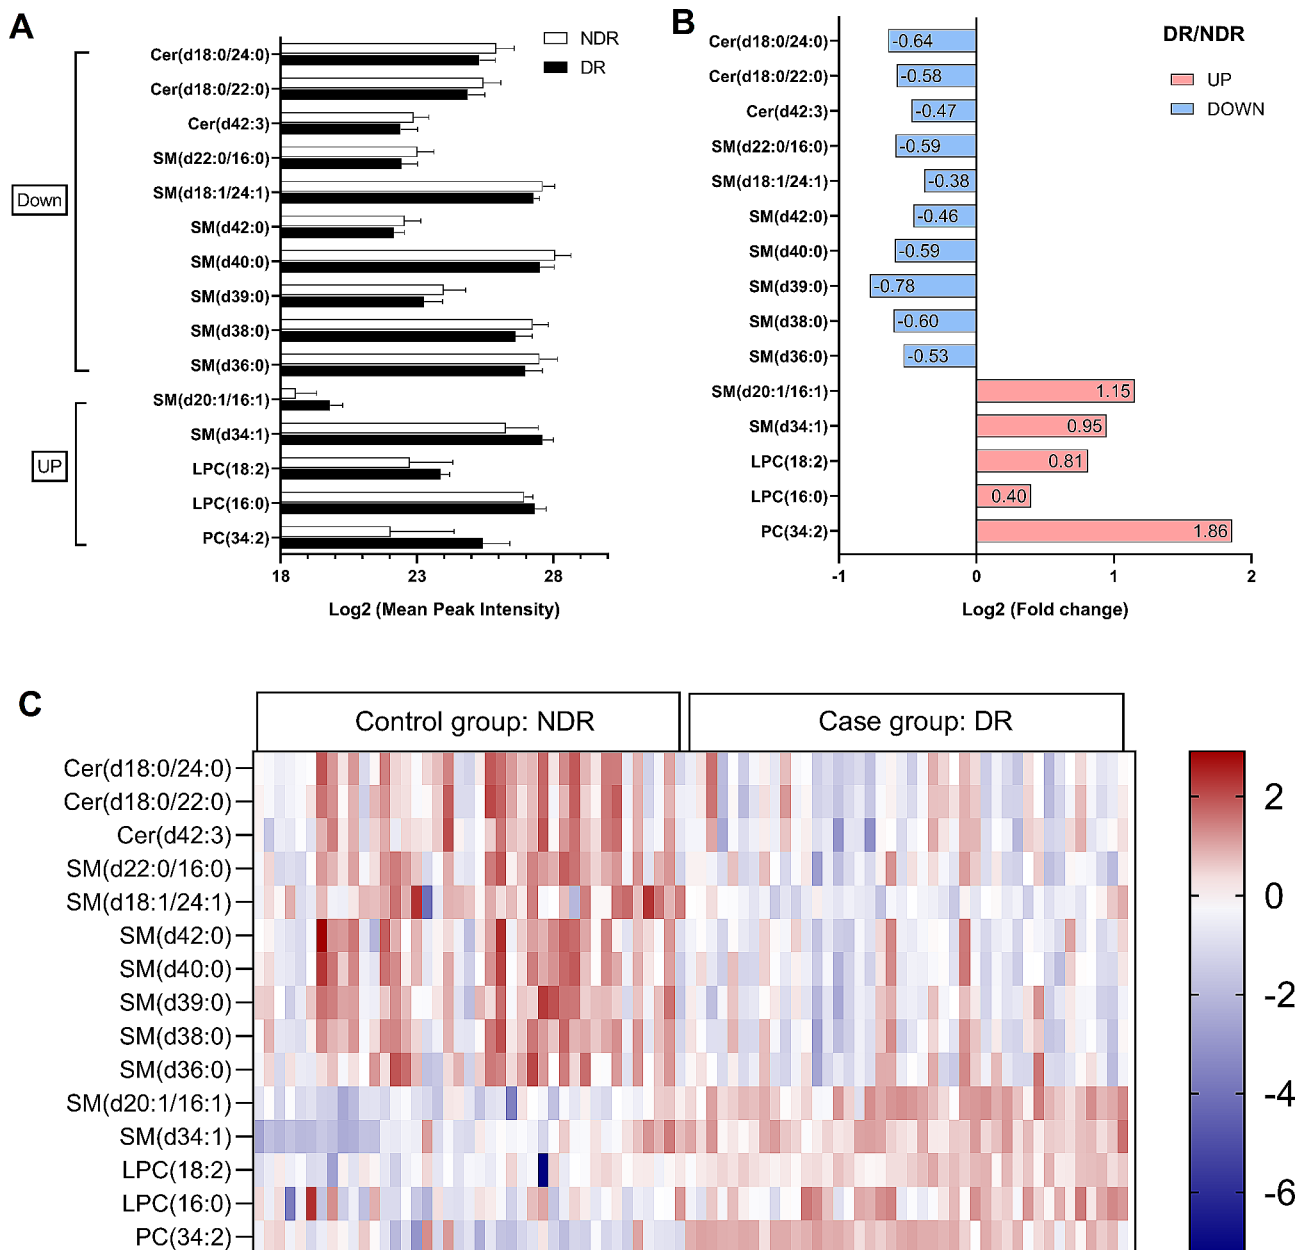 A
NDR
DR
Down
UP
Cer(d18:0/24:0)
Cer(d18:0/22:0)
Cer(d42:3)
SM(d22:0/16:0)
SM(d18:1/24:1)
SM(d42:0)
SM(d40:0)
SM(d39:0)
SM(d38:0)
SM(d36:0)
SM(d20:1/16:1)
SM(d34:1)
LPC(18:2)
LPC(16:0)
PC(34:2)
18 23 28
Log2 (Mean Peak Intensity)
B
DR/NDR
UP
DOWN
Cer(d18:0/24:0) -0.64
Cer(d18:0/22:0) -0.58
Cer(d42:3) -0.47
SM(d22:0/16:0) -0.59
SM(d18:1/24:1) -0.38
SM(d42:0) -0.46
SM(d40:0) -0.59
SM(d39:0) -0.78
SM(d38:0) -0.60
SM(d36:0) -0.53
SM(d20:1/16:1) 1.15
SM(d34:1) 0.95
LPC(18:2) 0.81
LPC(16:0) 0.40
PC(34:2) 1.86
-1 0 1 2
Log2 (Fold change)
C
Control group: NDR Case group: DR
Cer(d18:0/24:0)
Cer(d18:0/22:0)
Cer(d42:3)
SM(d22:0/16:0)
SM(d18:1/24:1)
SM(d42:0)
SM(d40:0)
SM(d39:0)
SM(d38:0)
SM(d36:0)
SM(d20:1/16:1)
SM(d34:1)
LPC(18:2)
LPC(16:0)
PC(34:2)
2
0
-2
-4
-6